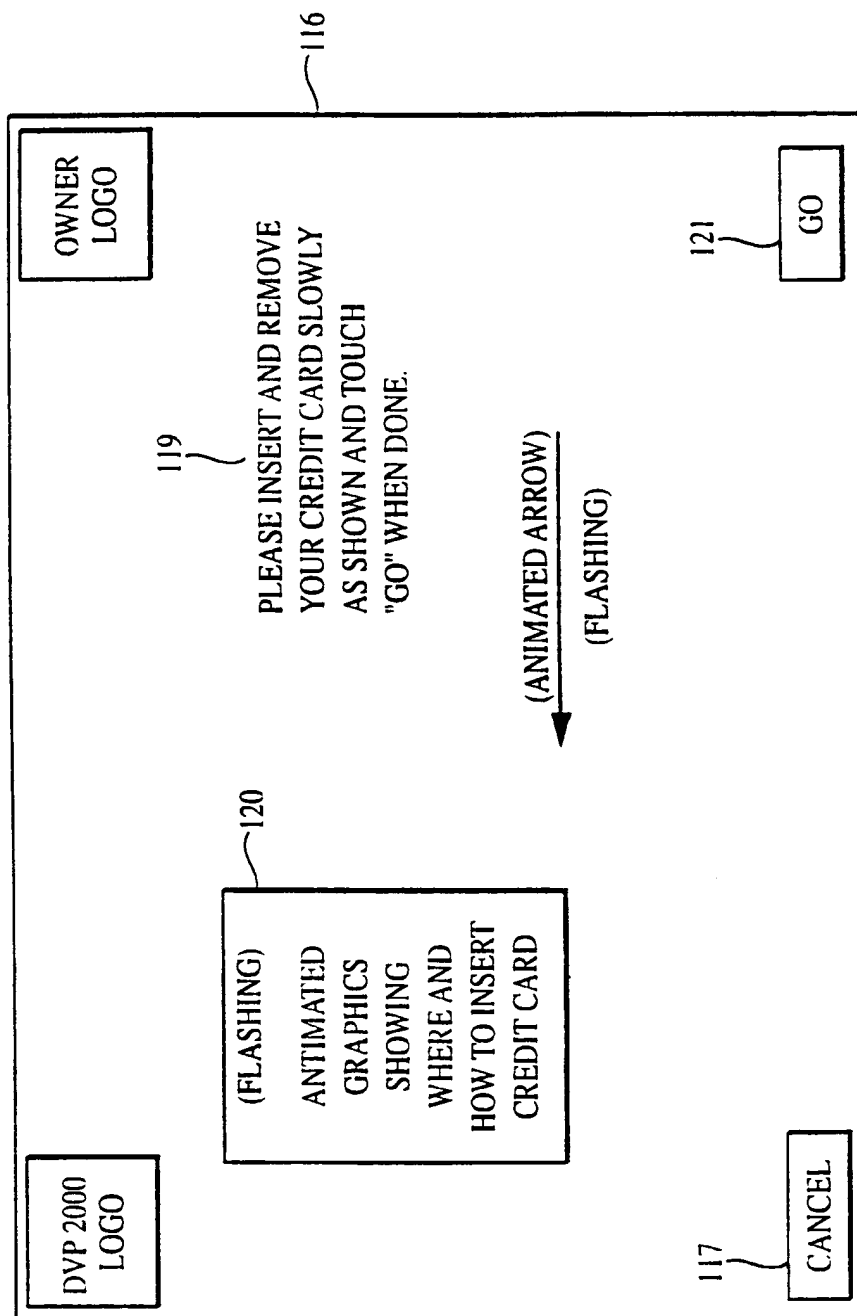 DVP 2000
LOGO
OWNER
LOGO
116
119
PLEASE INSERT AND REMOVE
YOUR CREDIT CARD SLOWLY
AS SHOWN AND TOUCH
"GO" WHEN DONE.
120
(FLASHING)
ANTIMATED
GRAPHICS
SHOWING
WHERE AND
HOW TO INSERT
CREDIT CARD
(ANIMATED ARROW)
(FLASHING)
117
CANCEL
121
GO